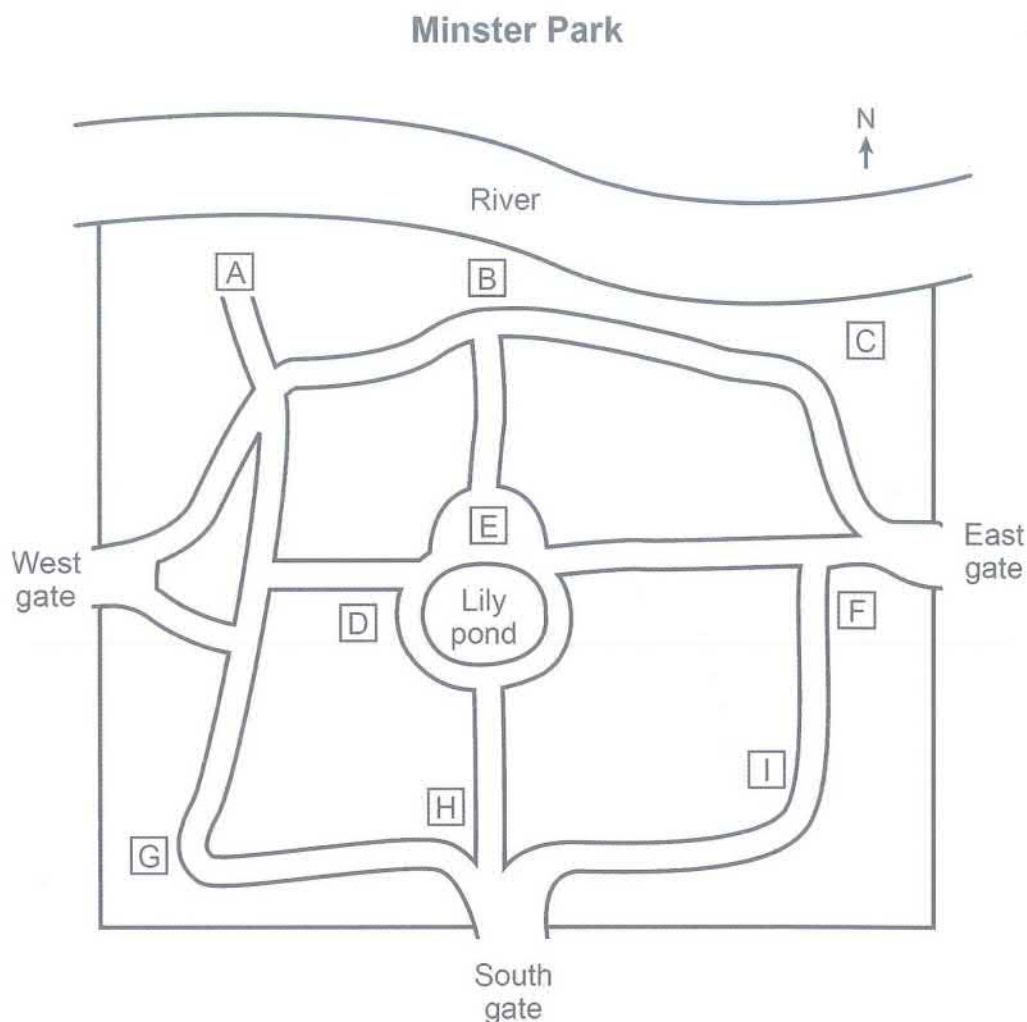 Minster Park
N
River
A
B
C
E
West
gate
East
gate
Lily
pond
D
F
I
H
G
South
gate